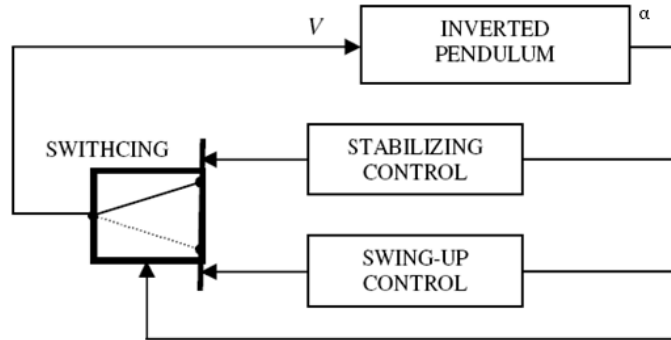 V
INVERTED
PENDULUM
α
SWITHCING
STABILIZING
CONTROL
SWING-UP
CONTROL